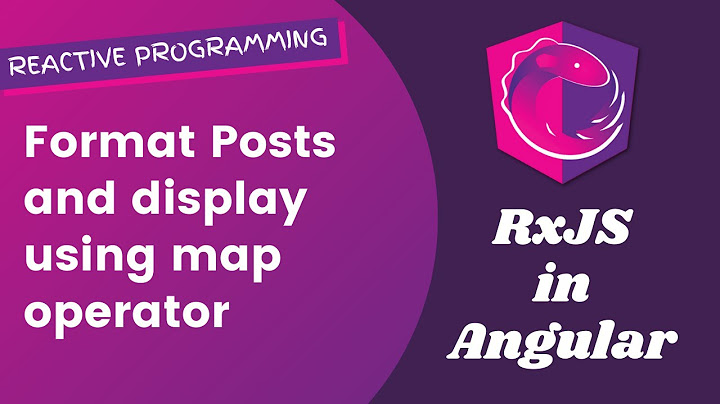 REACTIVE PROGRAMMING
Format Posts
and display
using map
operator
RxJS
in
Angular